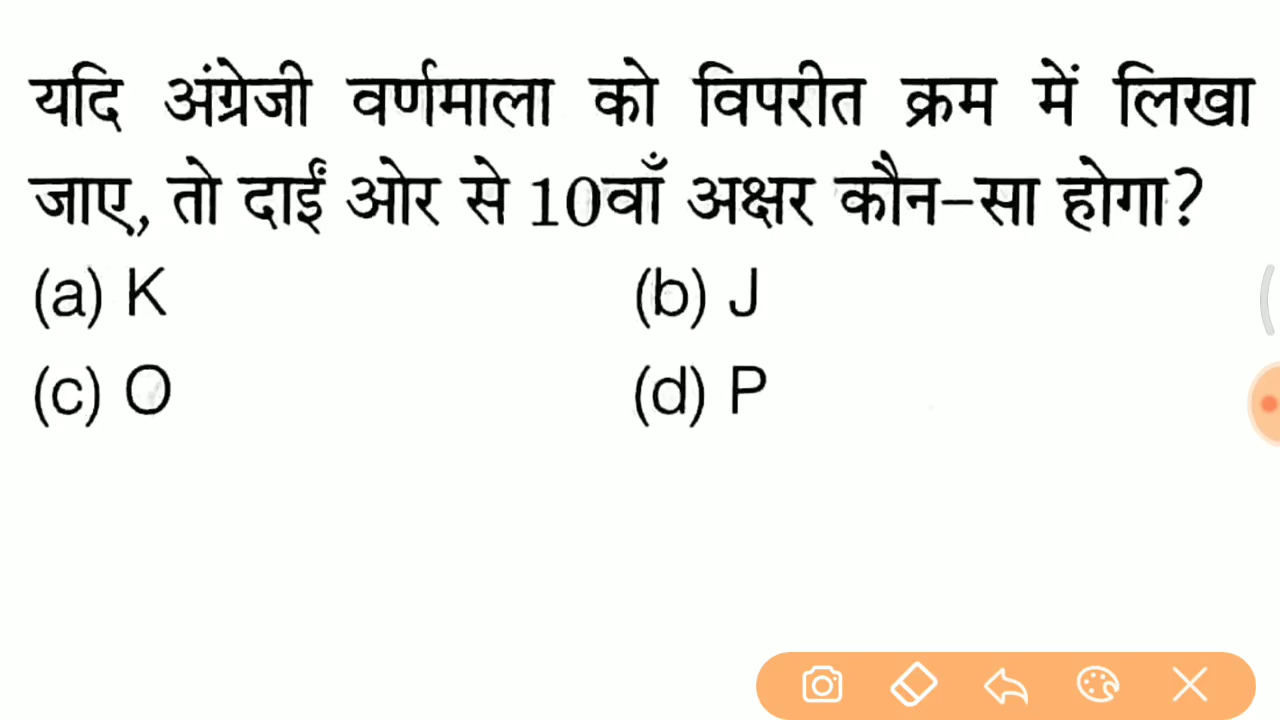 यदि अंग्रेजी वर्णमाला को विपरीत क्रम में लिखा
जाए, तो दाईं ओर से 10वाँ अक्षर कौन-सा होगा?
(a) K (b) J
(c) O (d) P